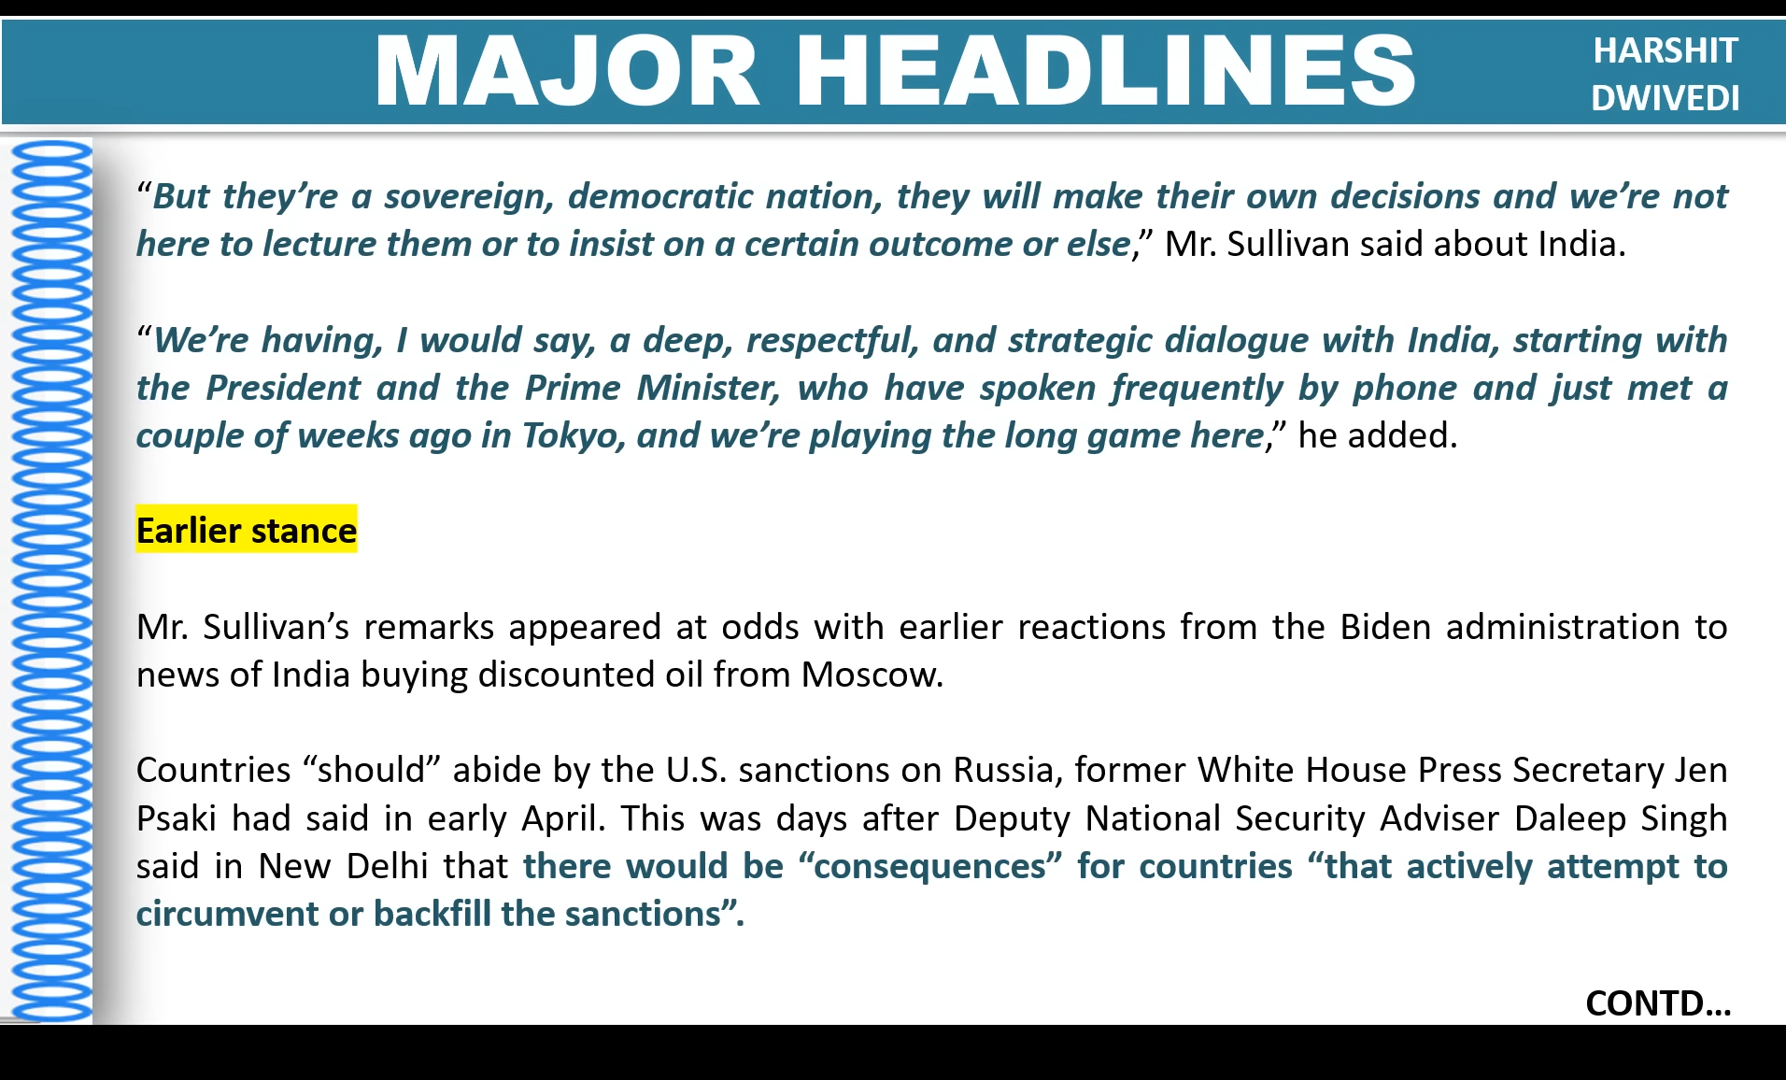 MAJOR HEADLINES
HARSHIT
DWIVEDI
“But they’re a sovereign, democratic nation, they will make their own decisions and we’re not
here to lecture them or to insist on a certain outcome or else,” Mr. Sullivan said about India.
“We’re having, I would say, a deep, respectful, and strategic dialogue with India, starting with
the President and the Prime Minister, who have spoken frequently by phone and just met a
couple of weeks ago in Tokyo, and we’re playing the long game here,” he added.
Earlier stance
Mr. Sullivan’s remarks appeared at odds with earlier reactions from the Biden administration to
news of India buying discounted oil from Moscow.
Countries “should” abide by the U.S. sanctions on Russia, former White House Press Secretary Jen
Psaki had said in early April. This was days after Deputy National Security Adviser Daleep Singh
said in New Delhi that there would be “consequences” for countries “that actively attempt to
circumvent or backfill the sanctions”.
CONTD...